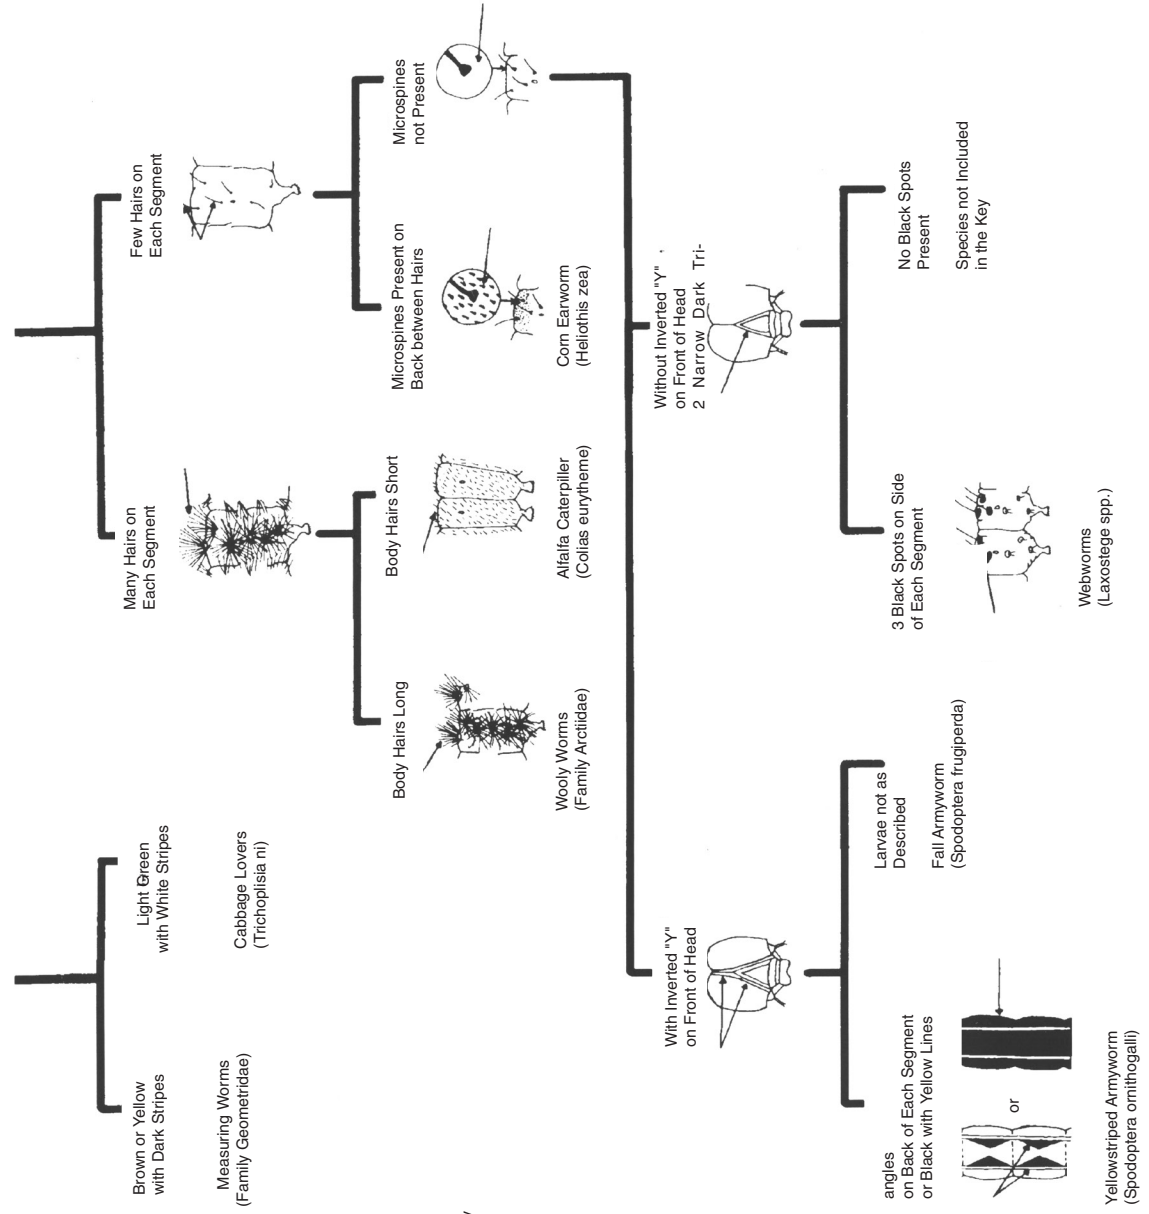 Brown or Yellow
with Dark Stripes
Measuring Worms
(Family Geometridae)
Light Green
with White Stripes
Cabbage Lovers
(Trichoplisia ni)
Many Hairs on
Each Segment
Few Hairs on
Each Segment
Body Hairs Long
Wooly Worms
(Family Arctiidae)
Body Hairs Short
Alfalfa Caterpiller
(Colias eurytheme)
Microspines Present on
Back between Hairs
Corn Earworm
(Heliothis zea)
Microspines
not Present
With Inverted "Y"
on Front of Head
Without Inverted "Y"
on Front of Head
2 Narrow Dark Tri-
angles
on Back of Each Segment
or Black with Yellow Lines
or
Yellowstriped Armyworm
(Spodoptera ornithogalli)
Larvae not as
Described
Fall Armyworm
(Spodoptera frugiperda)
3 Black Spots on Side
of Each Segment
Webworms
(Laxostege spp.)
No Black Spots
Present
Species not Included
in the Key